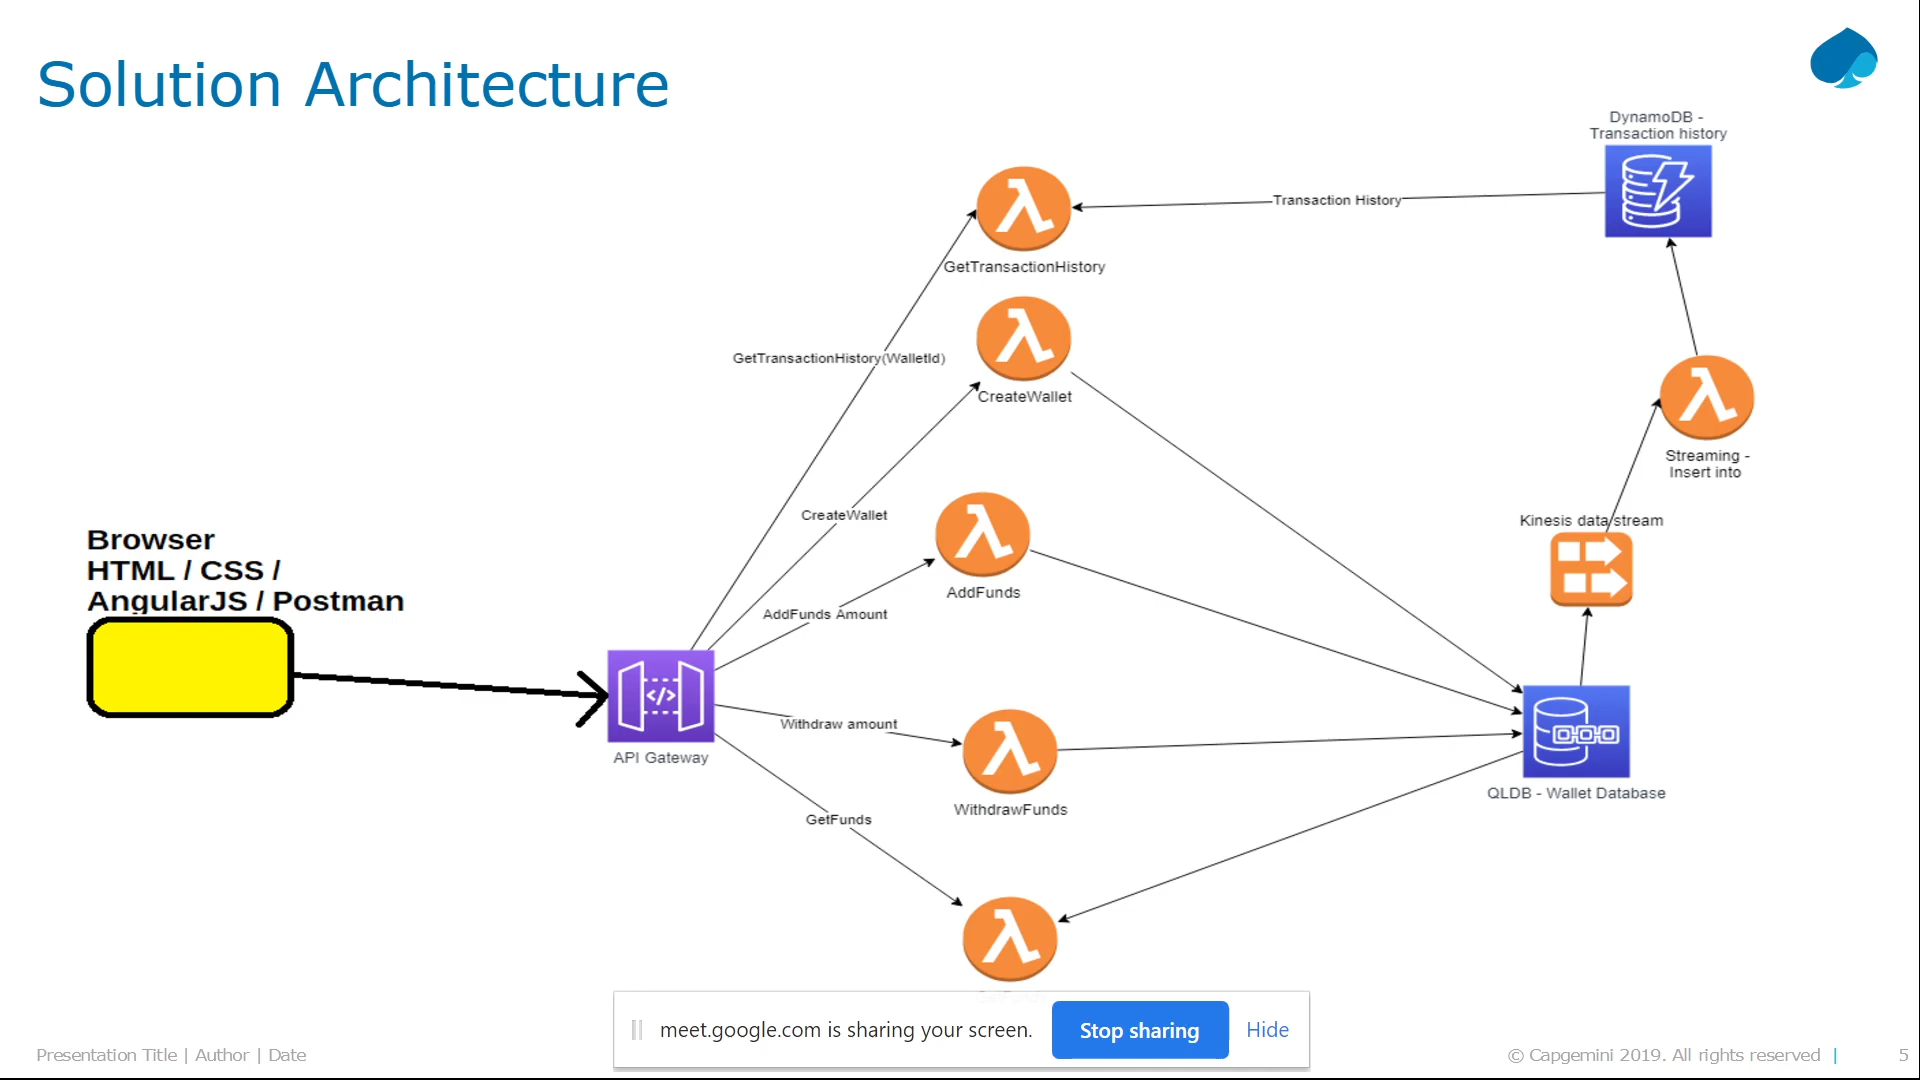 Solution Architecture
DynamoDB -
Transaction history
Transaction History
GetTransactionHistory
GetTransactionHistory(WalletId)
CreateWallet
Streaming -
Insert into
CreateWallet
Kinesis data stream
Browser
HTML / CSS /
AngularJS / Postman
AddFunds
AddFunds Amount
Withdraw amount
API Gateway
QLDB - Wallet Database
WithdrawFunds
GetFunds
meet.google.com is sharing your screen.
Stop sharing
Hide
Presentation Title | Author | Date
© Capgemini 2019. All rights reserved |
5